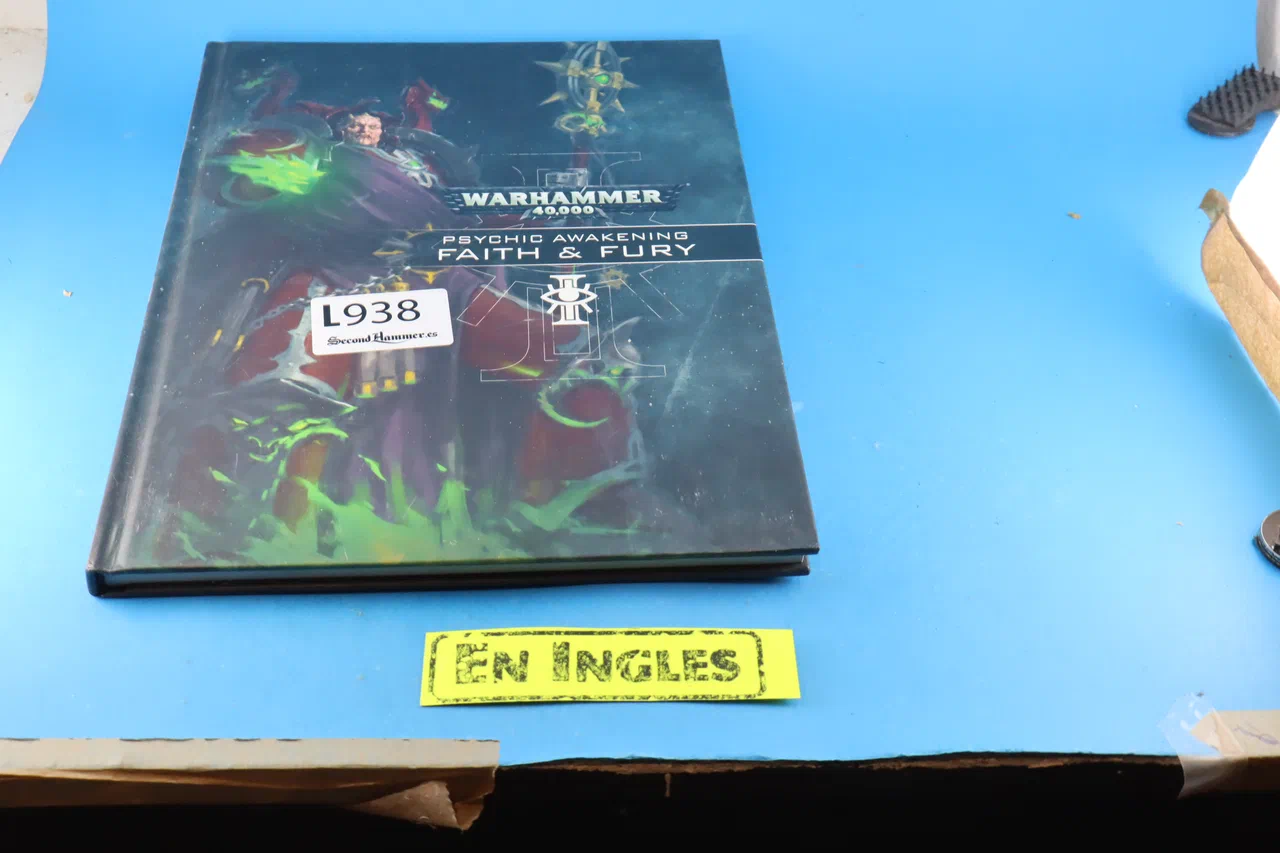 WARHAMMER
40,000
PSYCHIC AWAKENING
FAITH & FURY
L938
SecondHammer.es
En Ingles